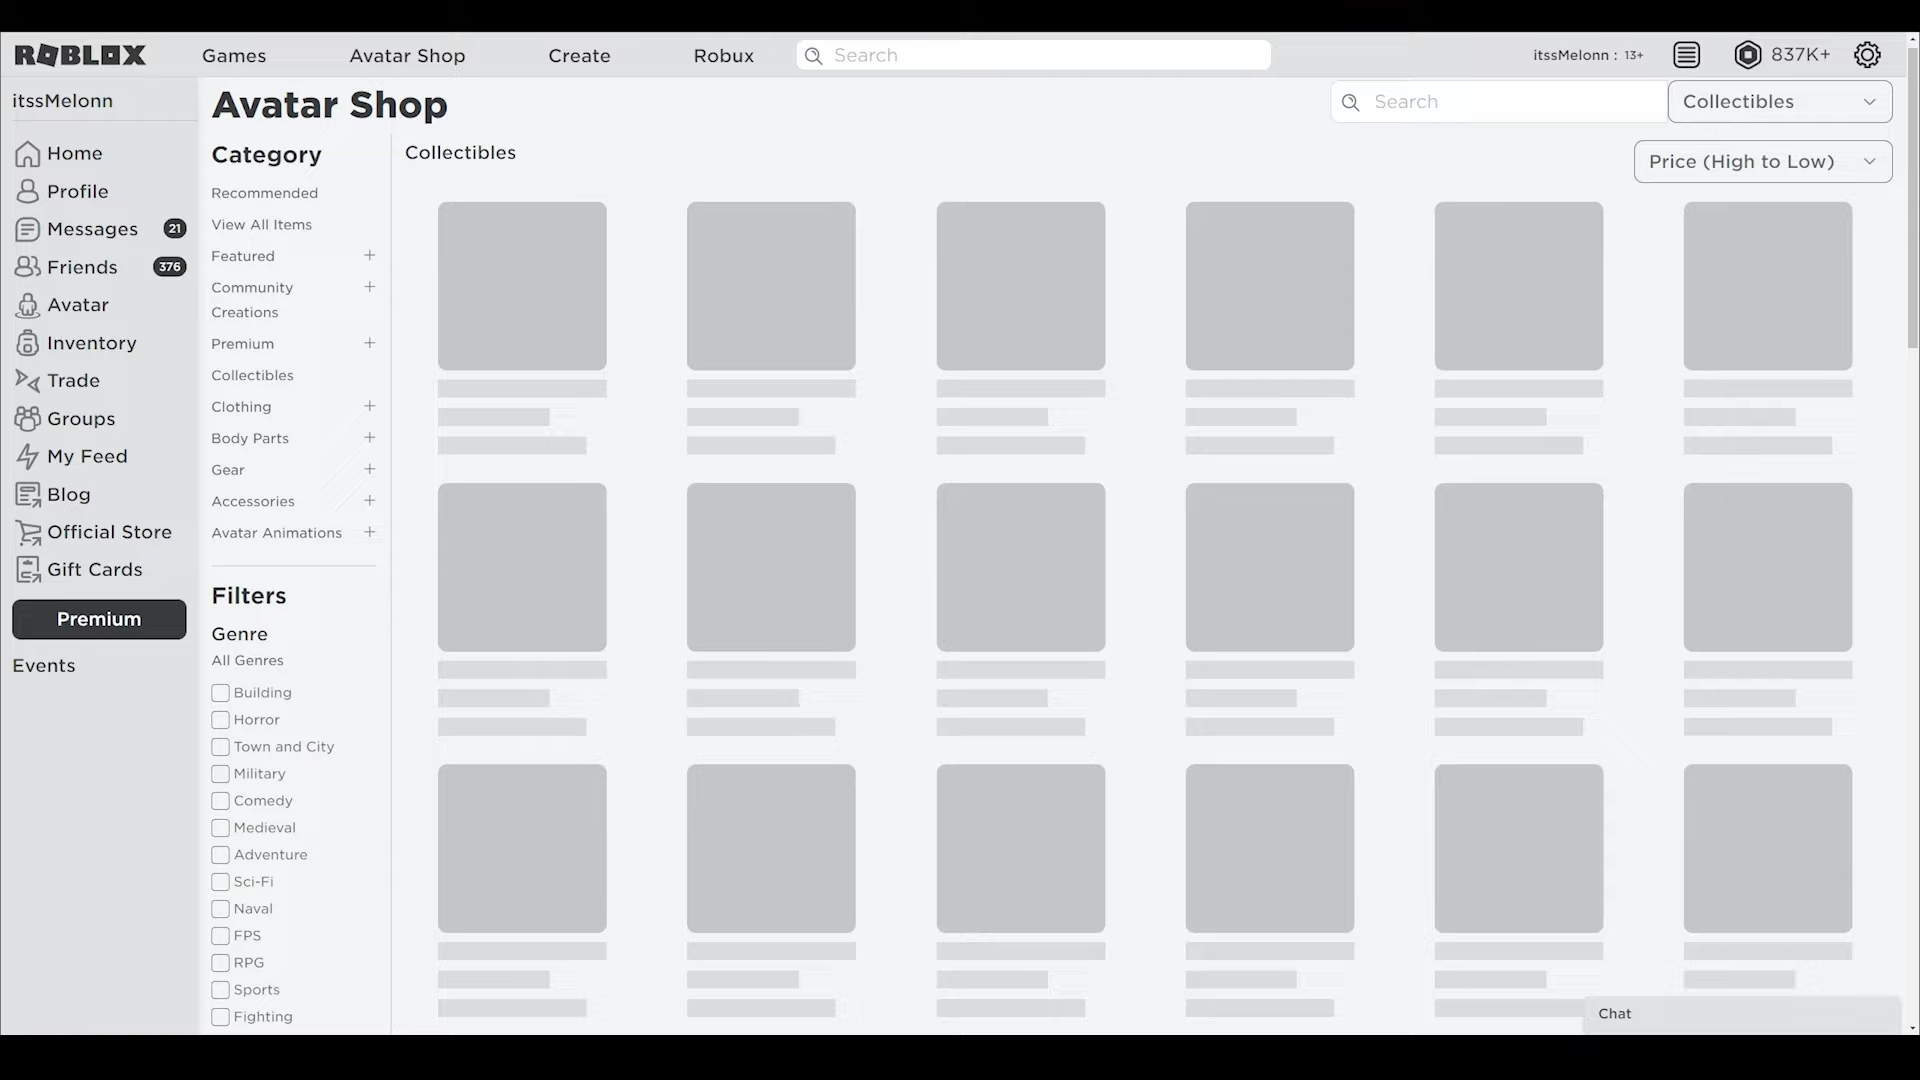 ROBLOX Games Avatar Shop Create Robux Search itssMelonn : 13+ 837K+
itssMelonn
Home
Profile
Messages 21
Friends 376
Avatar
Inventory
Trade
Groups
My Feed
Blog
Official Store
Gift Cards
Premium
Events
Avatar Shop
Search
Collectibles
Category
Recommended
View All Items
Featured +
Community +
Creations
Premium +
Collectibles
Clothing +
Body Parts +
Gear +
Accessories +
Avatar Animations +
Filters
Genre
All Genres
Building
Horror
Town and City
Military
Comedy
Medieval
Adventure
Sci-Fi
Naval
FPS
RPG
Sports
Fighting
Collectibles
Price (High to Low)
Chat